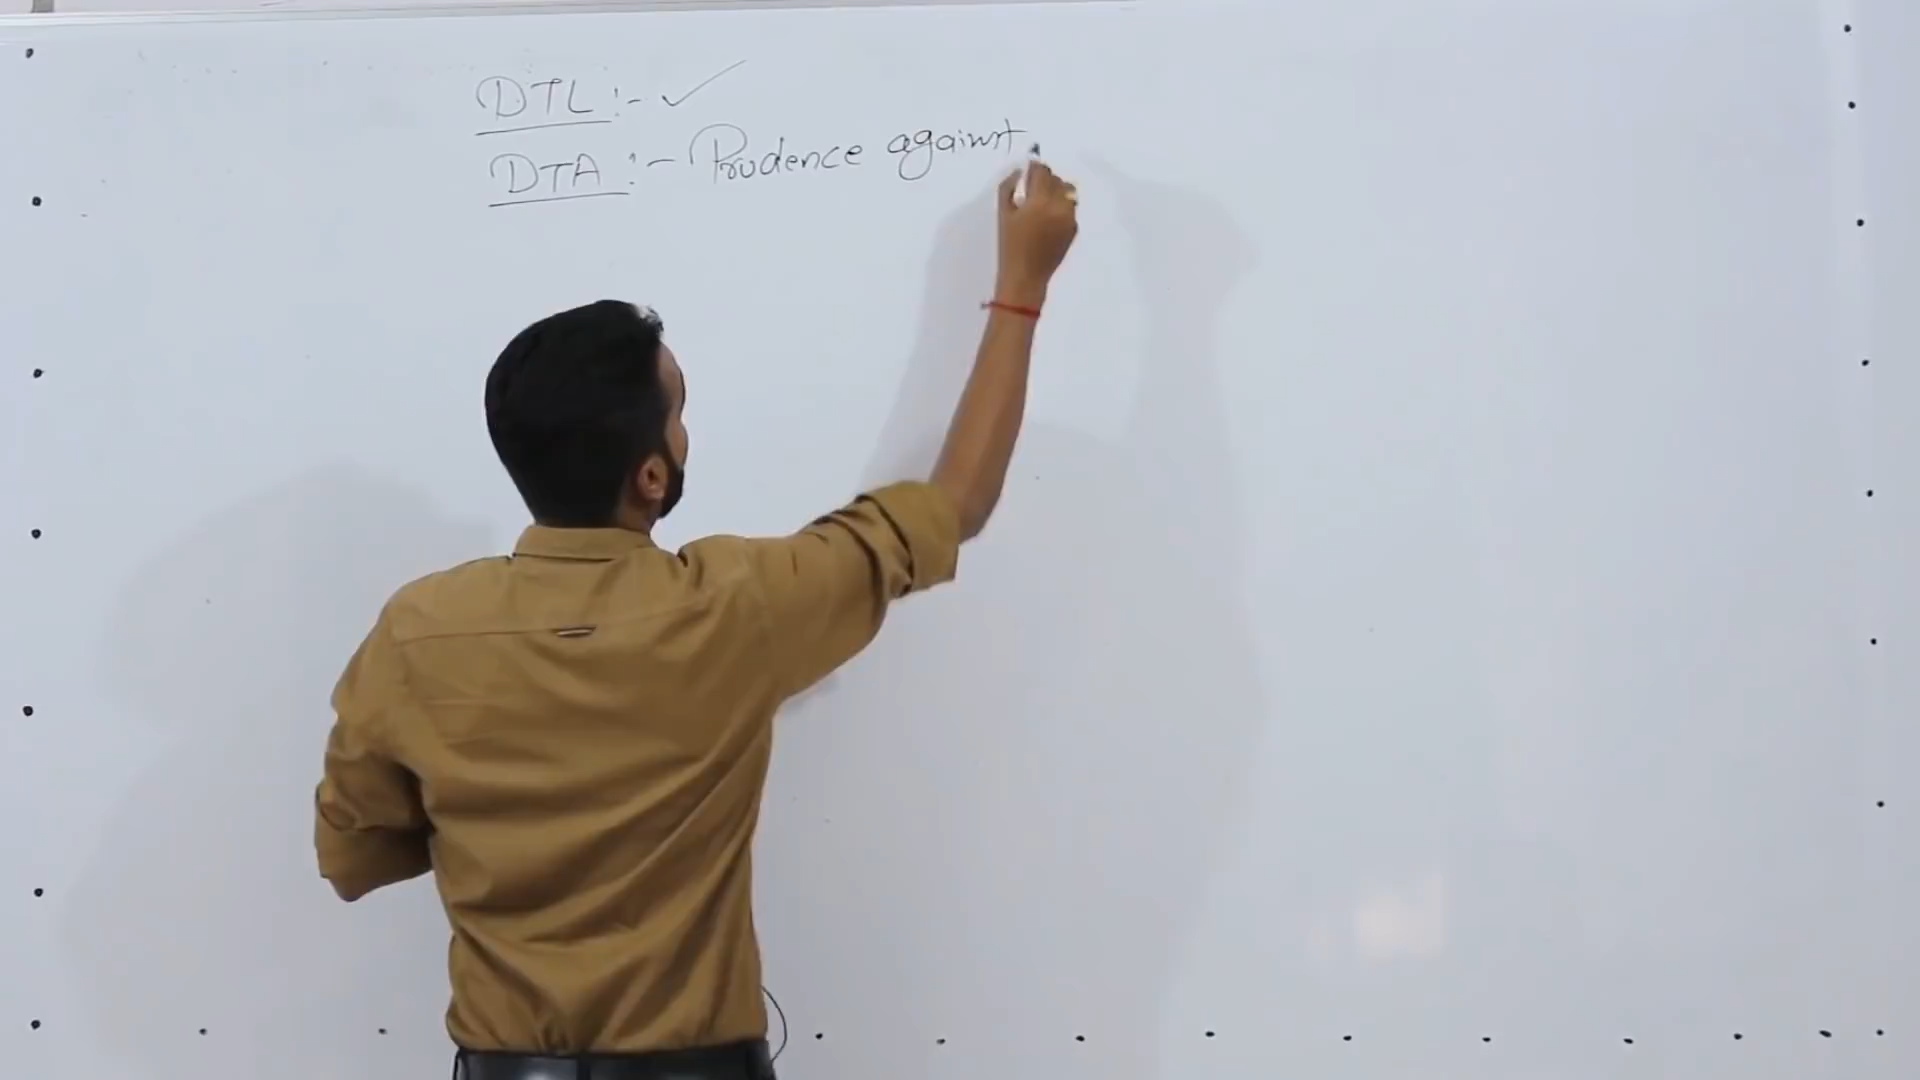 DTL :- ✓
DTA :- Prudence against